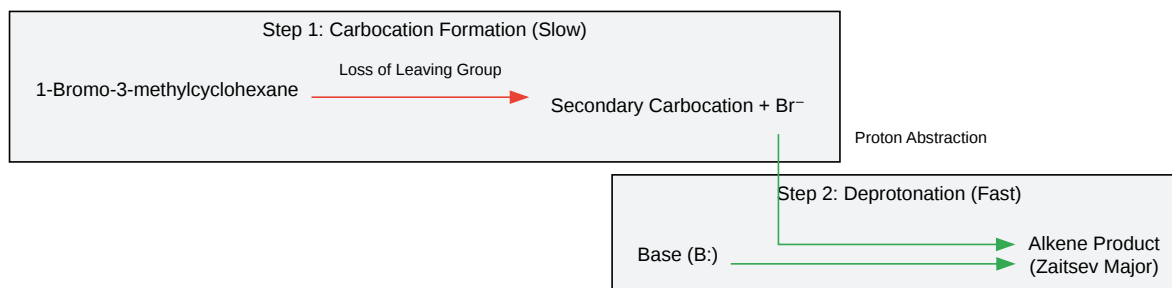 Step 1: Carbocation Formation (Slow)
Loss of Leaving Group
1-Bromo-3-methylcyclohexane
Secondary Carbocation + Br⁻
Proton Abstraction
Step 2: Deprotonation (Fast)
Base (B:)
Alkene Product
(Zaitsev Major)